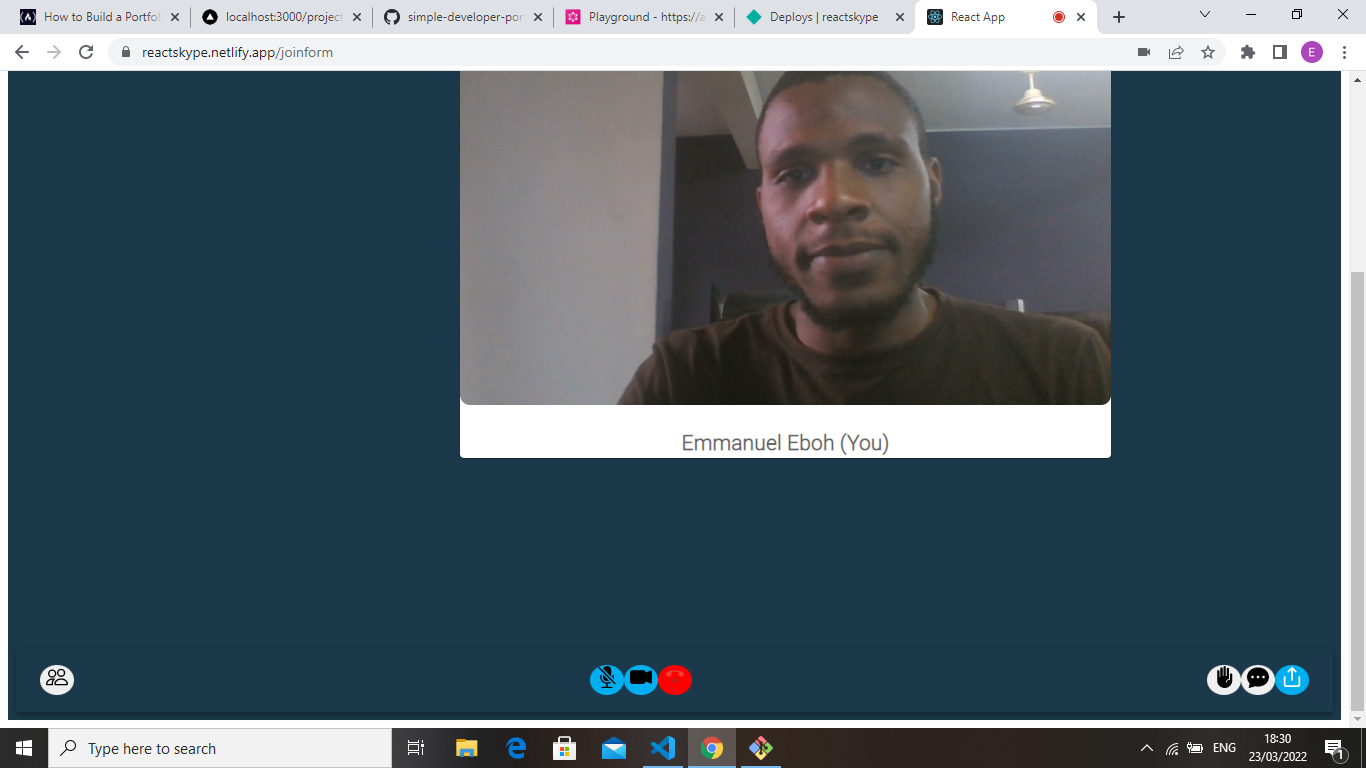 How to Build a Portfol
localhost:3000/project
simple-developer-por
Playground - https://a
Deploys | reactskype
React App
reactskype.netlify.app/joinform
E
Emmanuel Eboh (You)
Type here to search
ENG
18:30
23/03/2022
1